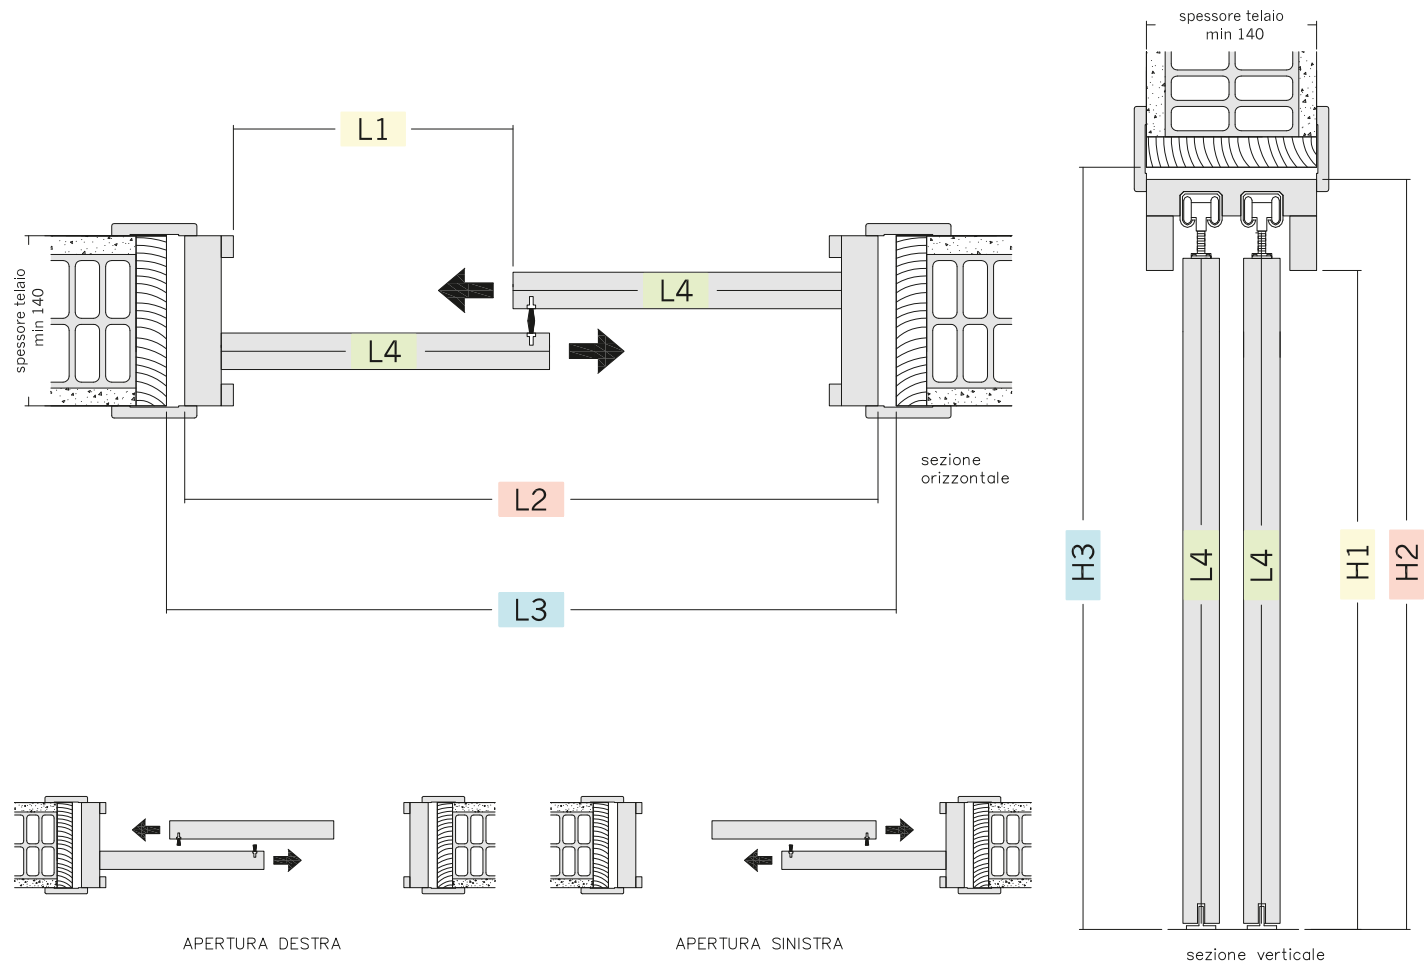 spessore telaio
min 140
L1
spessore telaio
min 140
L4
L4
sezione
orizzontale
L2
L3
H3
L4
L4
H1
H2
APERTURA DESTRA
APERTURA SINISTRA
sezione verticale